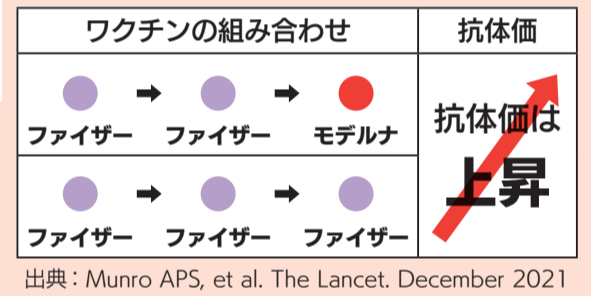 ワクチンの組み合わせ 抗体価
ファイザー ➡ ファイザー ➡ モデルナ
抗体価は
上昇
ファイザー ➡ ファイザー ➡ ファイザー
出典：Munro APS, et al. The Lancet. December 2021